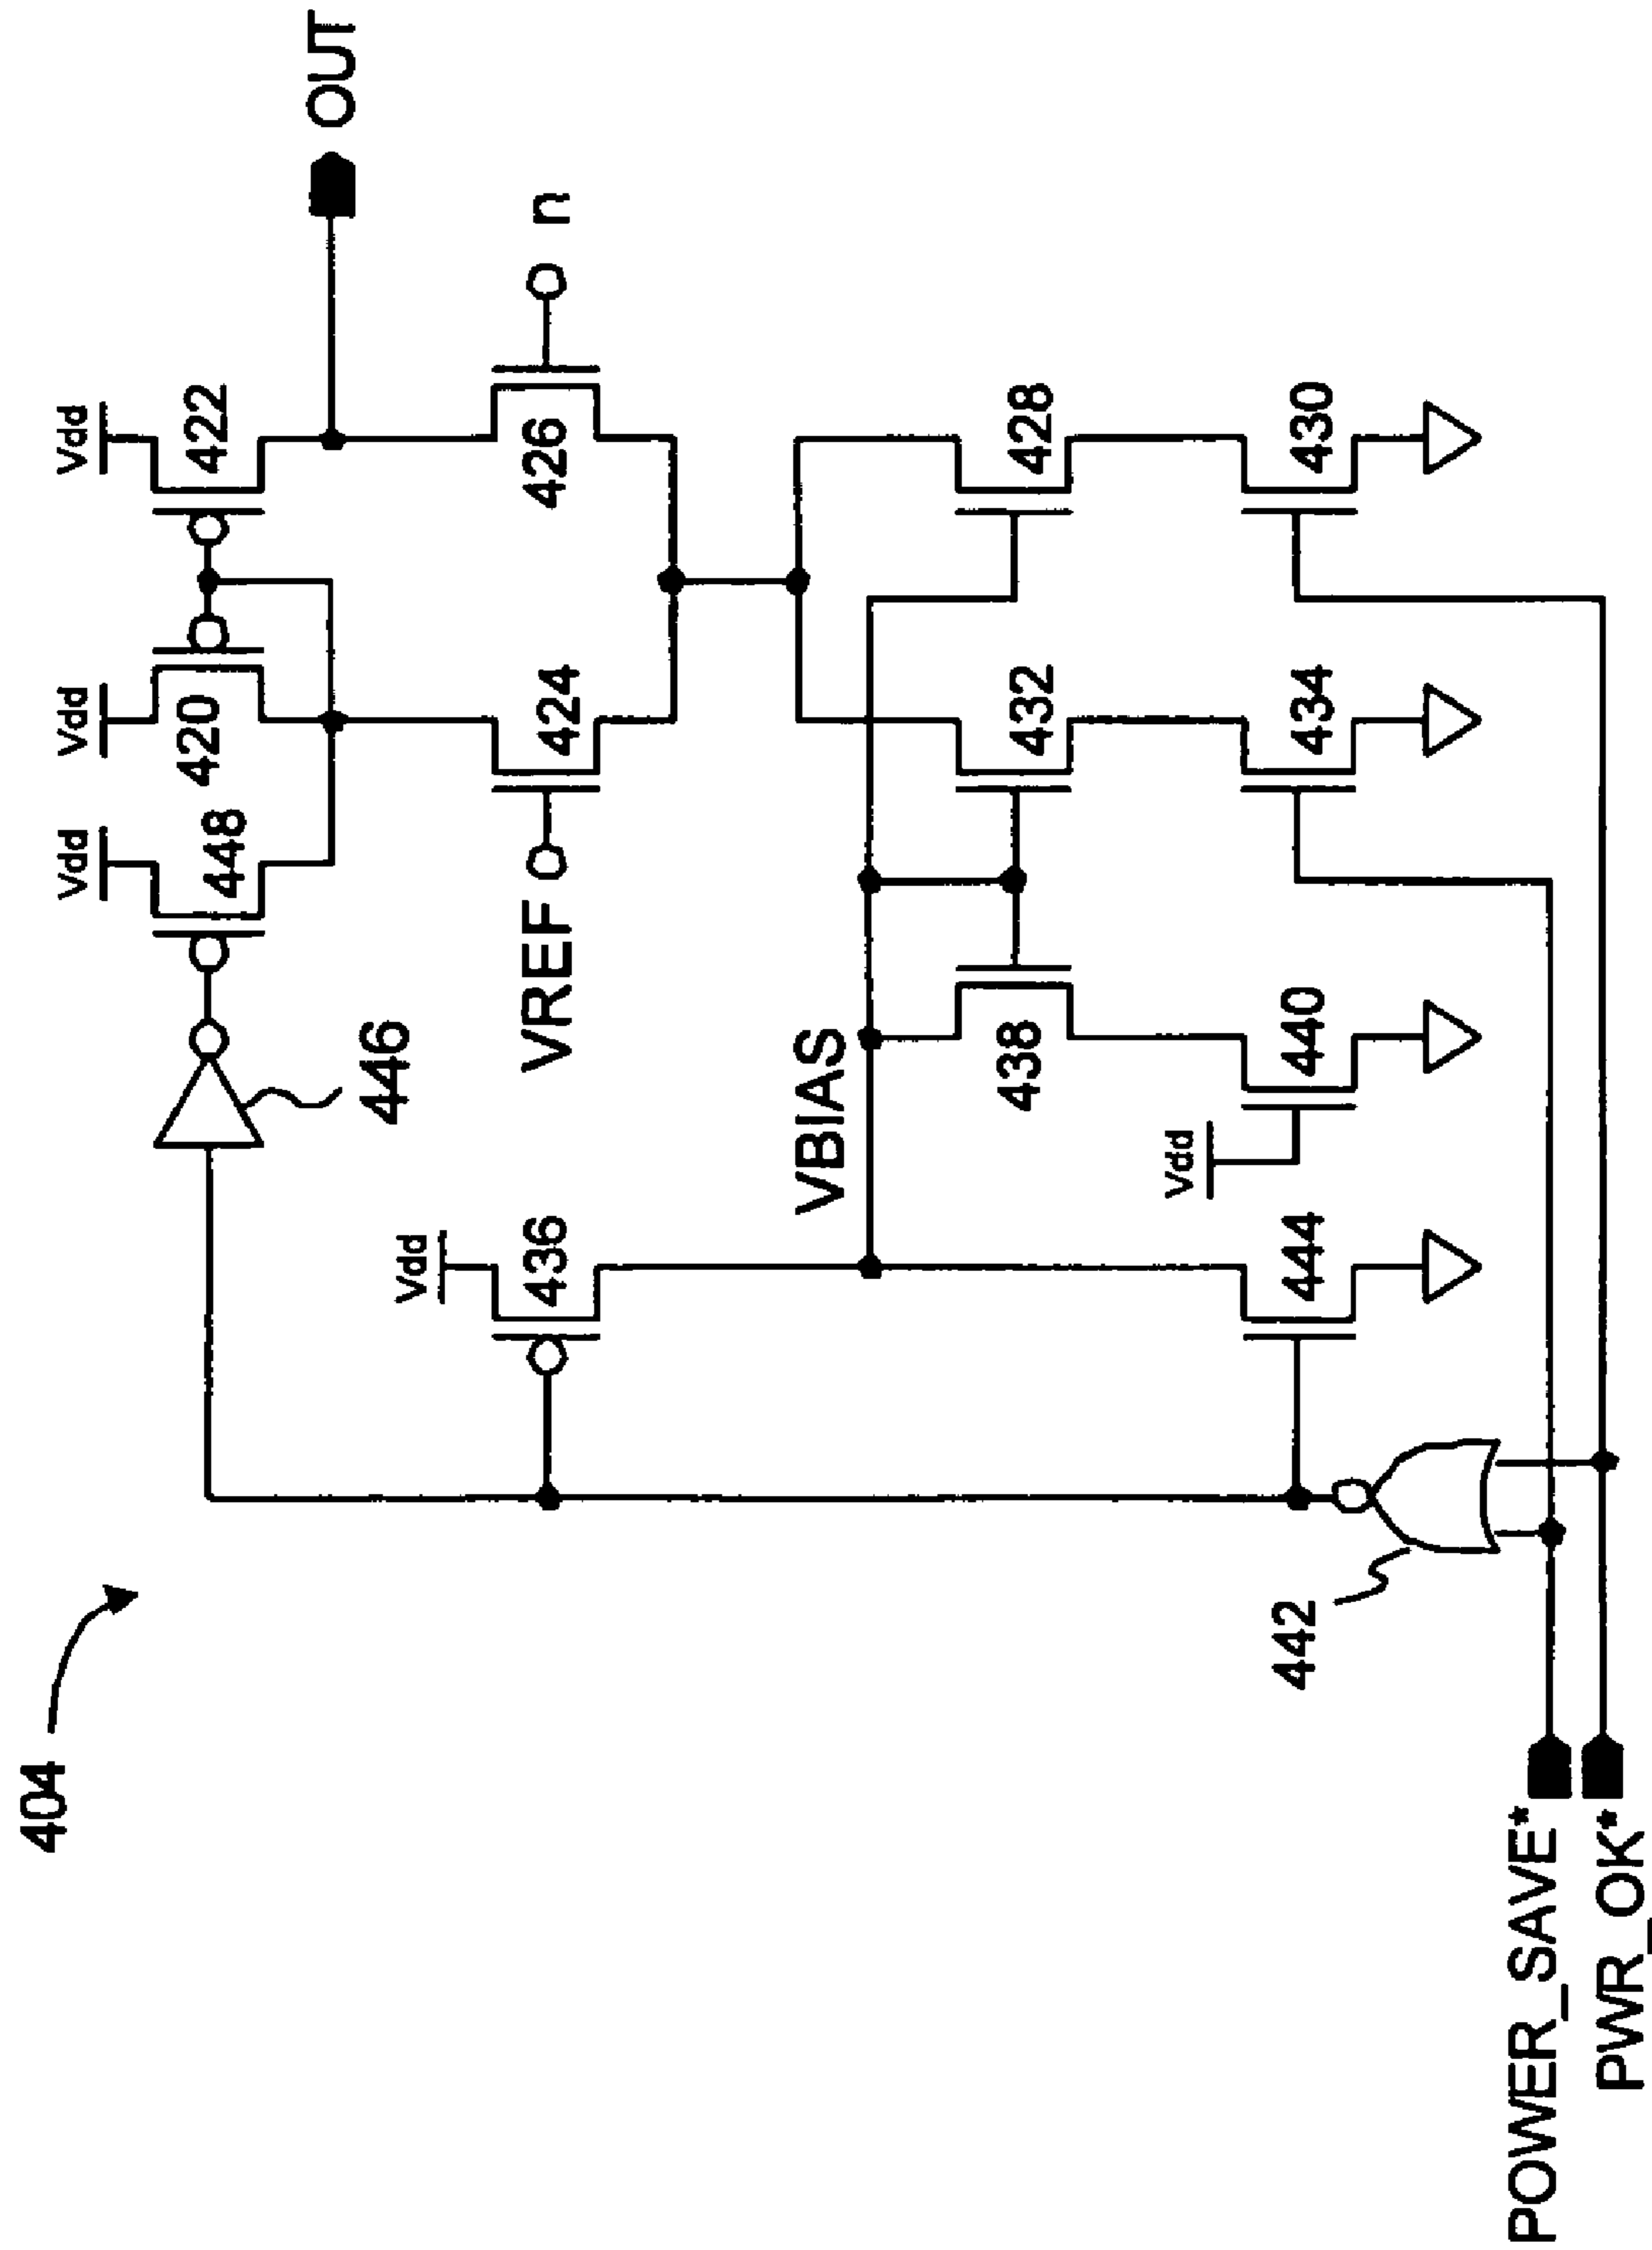 404
Vdd
Vdd
Vdd
448
420
422
OUT
446
Vdd
436
VREF
424
426
n
VBIAS
438
432
428
Vdd
442
444
440
434
430
POWER_SAVE*
PWR_OK*